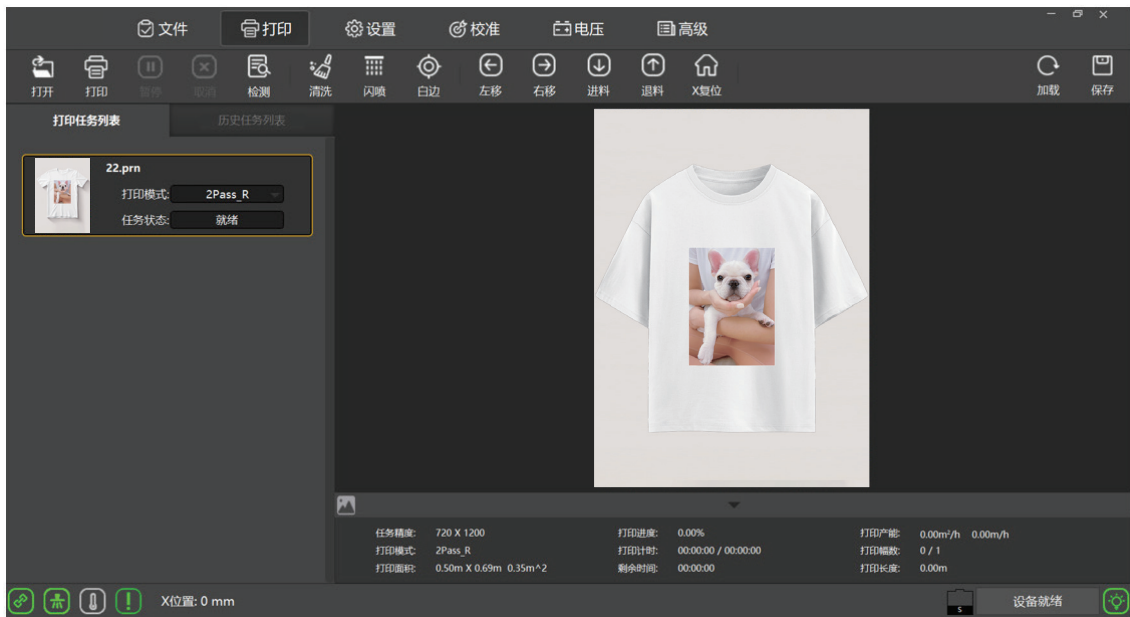 文件 打印 设置 校准 电压 高级
打开 打印 暂停 取消 检测 清洗 闪喷 白边 左移 右移 进料 退料 X复位 加载 保存
打印任务列表 历史任务列表
22.prn
打印模式: 2Pass_R
任务状态: 就绪
任务精度: 720 X 1200 打印进度: 0.00% 打印产能: 0.00m²/h 0.00m/h
打印模式: 2Pass_R 打印计时: 00:00:00 / 00:00:00 打印幅数: 0 / 1
打印面积: 0.50m X 0.69m 0.35m^2 剩余时间: 00:00:00 打印长度: 0.00m
X位置: 0 mm S 设备就绪